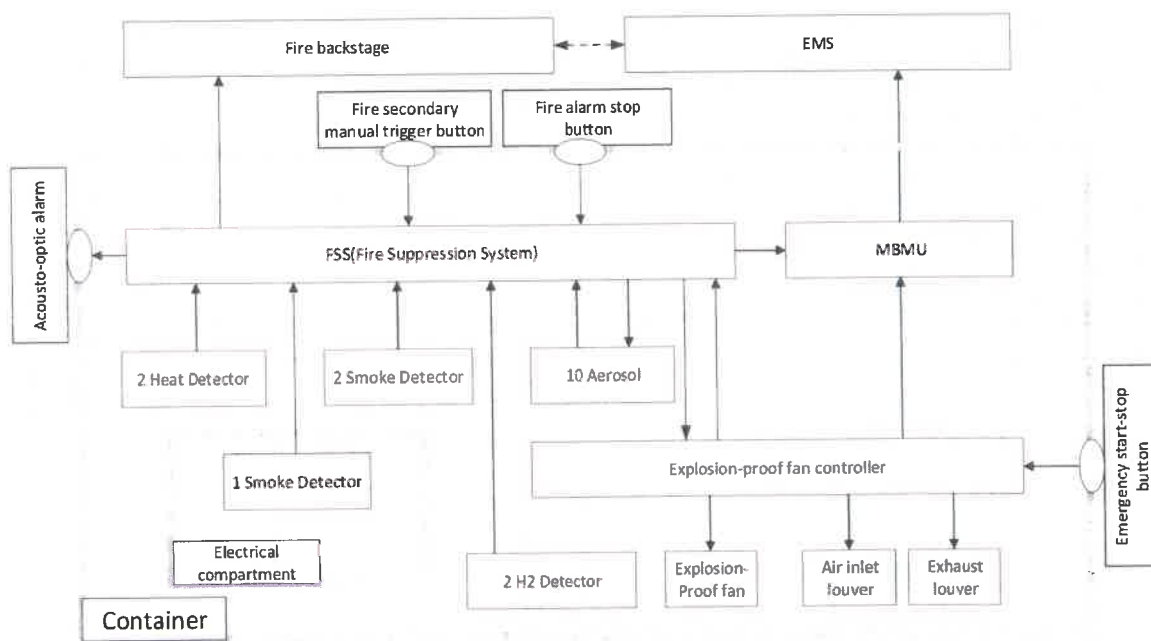 Fire backstage
EMS
Fire secondary
manual trigger button
Fire alarm stop
button
Acousto-optic alarm
FSS(Fire Suppression System)
MBMU
2 Heat Detector
2 Smoke Detector
10 Aerosol
Emergency start-stop
button
1 Smoke Detector
Explosion-proof fan controller
Electrical
compartment
2 H2 Detector
Explosion-
Proof fan
Air inlet
louver
Exhaust
louver
Container